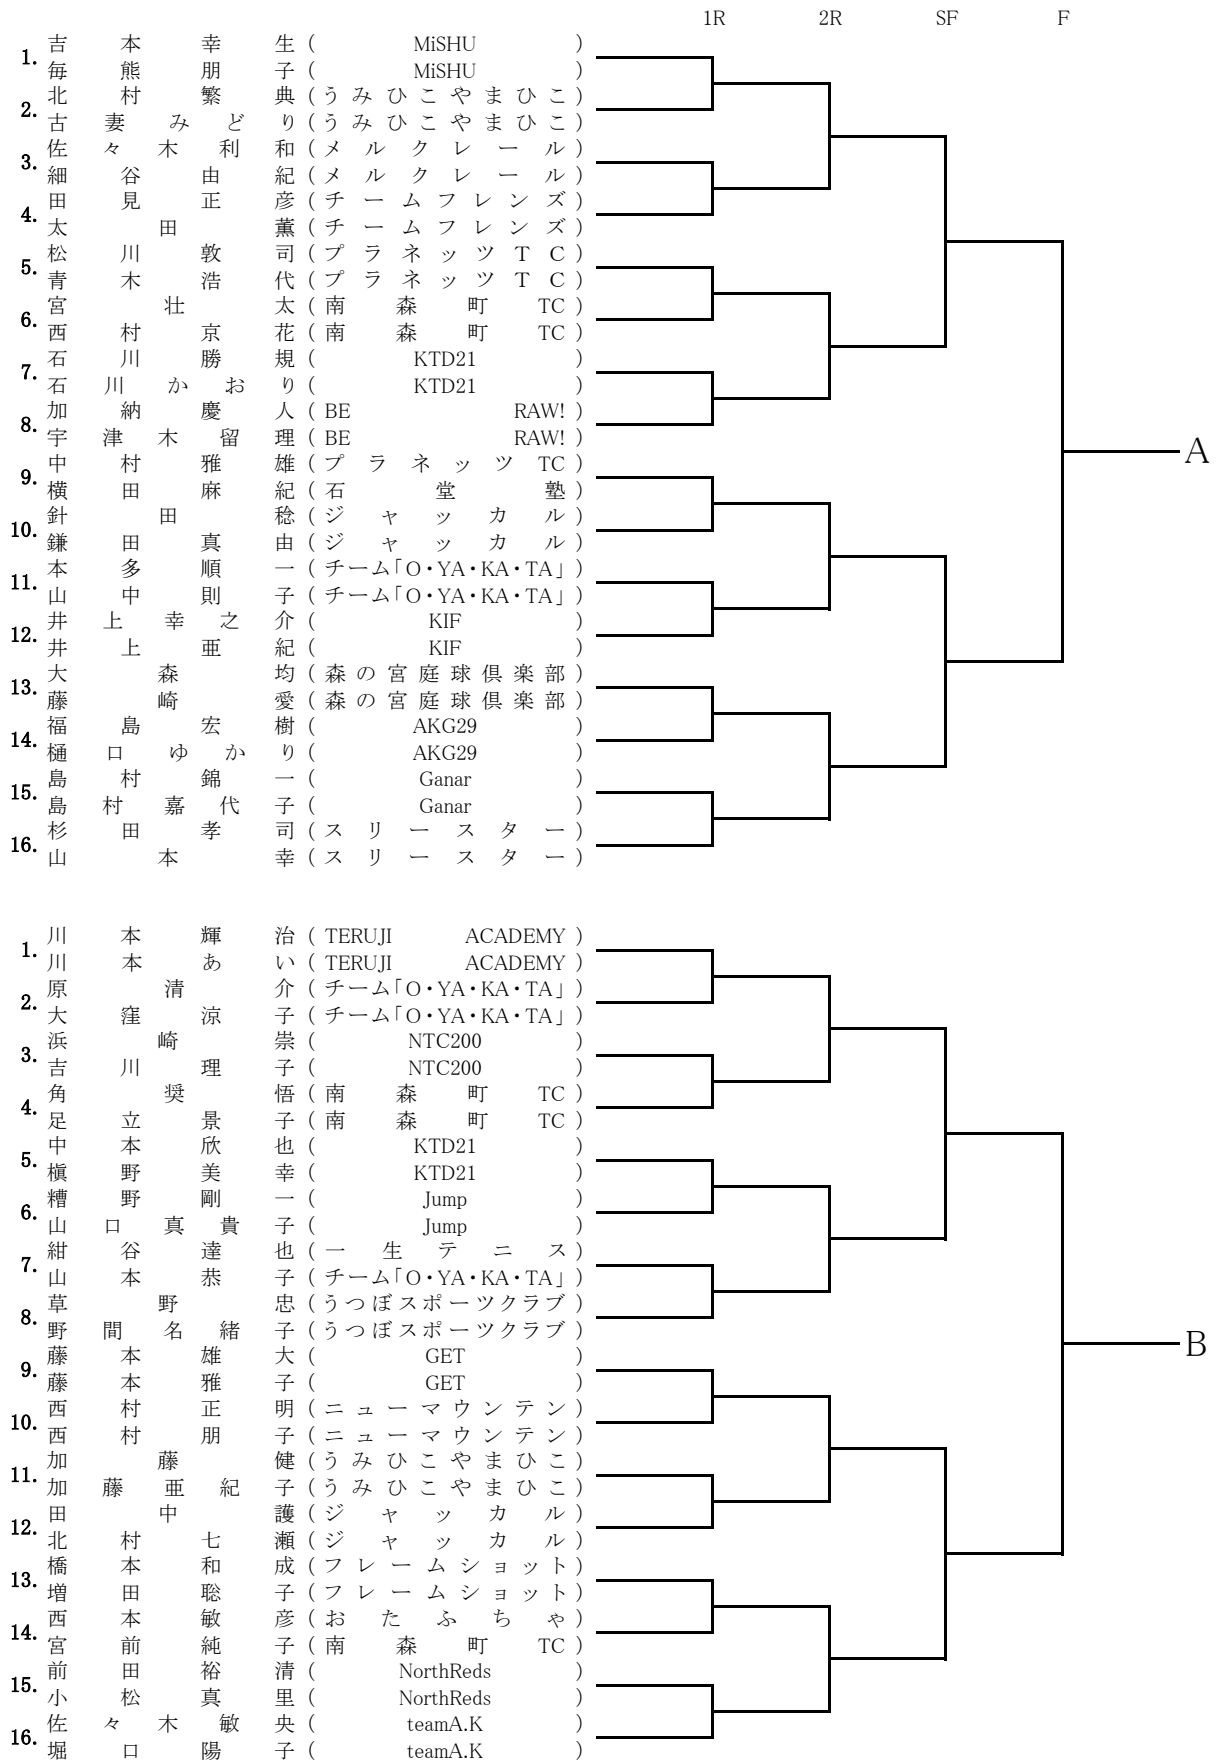 1R 2R SF F
1. 吉本幸生 ( MiSHU )
毎熊朋子 ( MiSHU )
2. 北村繁典 ( うみひこやまひこ )
古妻みどり ( うみひこやまひこ )
3. 佐々木利和 ( メルクレール )
細谷由紀 ( メルクレール )
4. 田見正彦 ( チームフレンズ )
太田薫 ( チームフレンズ )
5. 松川敦司 ( プラネッツTC )
青木浩代 ( プラネッツTC )
6. 宮壮太 ( 南森町TC )
西村京花 ( 南森町TC )
7. 石川勝規 ( KTD21 )
石川かおり ( KTD21 )
8. 加納慶人 ( BE RAW! )
宇津木留理 ( BE RAW! )
A
9. 中村雅雄 ( プラネッツTC )
横田麻紀 ( 石堂塾 )
10. 針田稔 ( ジャッカル )
鎌田真由 ( ジャッカル )
11. 本多順一 ( チーム「O・YA・KA・TA」 )
山中則子 ( チーム「O・YA・KA・TA」 )
12. 井上幸之介 ( KIF )
井上亜紀 ( KIF )
13. 大森均 ( 森の宮庭球倶楽部 )
藤崎愛 ( 森の宮庭球倶楽部 )
14. 福島宏樹 ( AKG29 )
樋口ゆかり ( AKG29 )
15. 島村錦一 ( Ganar )
島村嘉代子 ( Ganar )
16. 杉田孝司 ( スリースター )
山本幸 ( スリースター )
1. 川本輝治 ( TERUJI ACADEMY )
川本あい ( TERUJI ACADEMY )
2. 原清介 ( チーム「O・YA・KA・TA」 )
大窪涼子 ( チーム「O・YA・KA・TA」 )
3. 浜崎崇 ( NTC200 )
吉川理子 ( NTC200 )
4. 角奨悟 ( 南森町TC )
足立景子 ( 南森町TC )
5. 中本欣也 ( KTD21 )
槇野美幸 ( KTD21 )
6. 糟野剛一 ( Jump )
山口真貴子 ( Jump )
7. 紺谷達也 ( 一生テニス )
山本恭子 ( チーム「O・YA・KA・TA」 )
8. 草野忠 ( うつぼスポーツクラブ )
野間名緒子 ( うつぼスポーツクラブ )
B
9. 藤本雄大 ( GET )
藤本雅子 ( GET )
10. 西村正明 ( ニューマウンテン )
西村朋子 ( ニューマウンテン )
11. 加藤健 ( うみひこやまひこ )
加藤亜紀子 ( うみひこやまひこ )
12. 田中護 ( ジャッカル )
北村七瀬 ( ジャッカル )
13. 橋本和成 ( フレームショット )
増田聡子 ( フレームショット )
14. 西本敏彦 ( おたふちゃ )
宮前純子 ( 南森町TC )
15. 前田裕清 ( NorthReds )
小松真里 ( NorthReds )
16. 佐々木敏央 ( teamA.K )
堀口陽子 ( teamA.K )